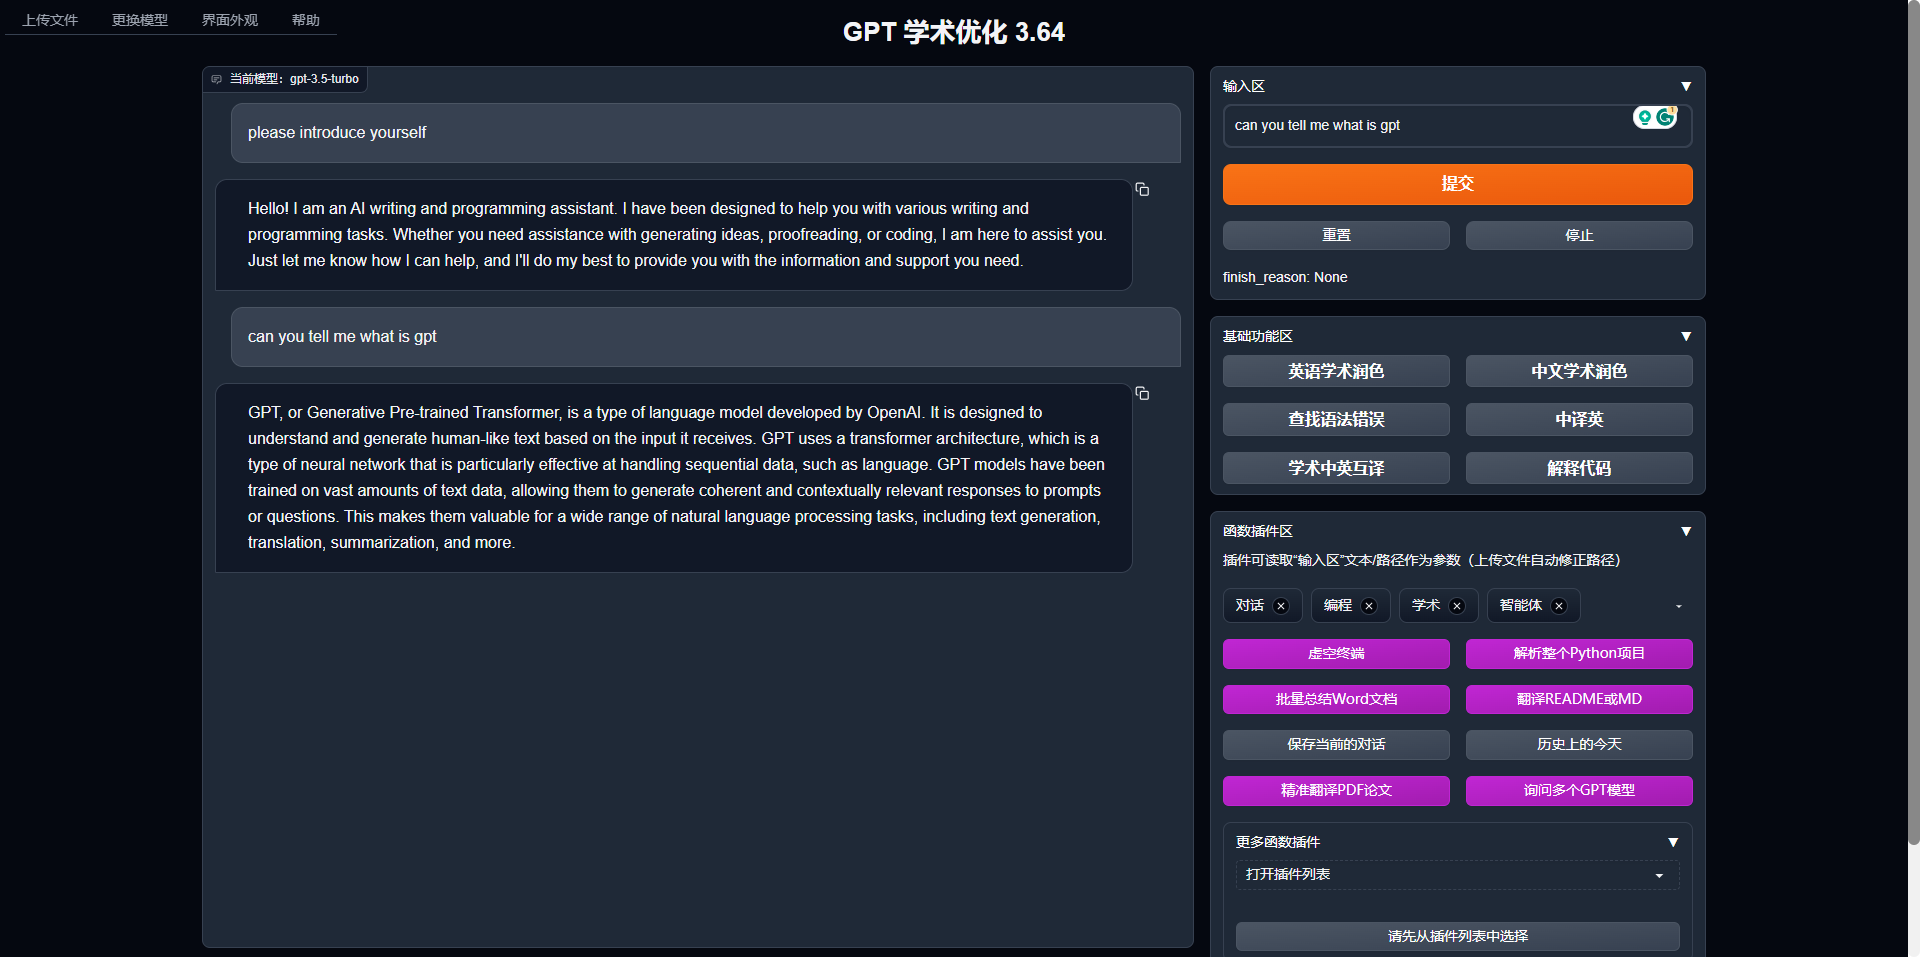 上传文件
更换模型
界面外观
帮助
GPT 学术优化 3.64
当前模型：gpt-3.5-turbo
please introduce yourself
Hello! I am an AI writing and programming assistant. I have been designed to help you with various writing and
programming tasks. Whether you need assistance with generating ideas, proofreading, or coding, I am here to assist you.
Just let me know how I can help, and I'll do my best to provide you with the information and support you need.
can you tell me what is gpt
GPT, or Generative Pre-trained Transformer, is a type of language model developed by OpenAI. It is designed to
understand and generate human-like text based on the input it receives. GPT uses a transformer architecture, which is a
type of neural network that is particularly effective at handling sequential data, such as language. GPT models have been
trained on vast amounts of text data, allowing them to generate coherent and contextually relevant responses to prompts
or questions. This makes them valuable for a wide range of natural language processing tasks, including text generation,
translation, summarization, and more.
输入区
can you tell me what is gpt
1
提交
重置
停止
finish_reason: None
基础功能区
英语学术润色
中文学术润色
查找语法错误
中译英
学术中英互译
解释代码
函数插件区
插件可读取“输入区”文本/路径作为参数（上传文件自动修正路径）
对话
编程
学术
智能体
虚空终端
解析整个Python项目
批量总结Word文档
翻译README或MD
保存当前的对话
历史上的今天
精准翻译PDF论文
询问多个GPT模型
更多函数插件
打开插件列表
请先从插件列表中选择